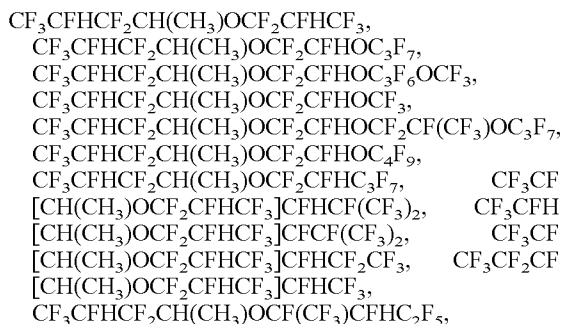 CF₃CFHCF₂CH(CH₃)OCF₂CFHCF₃,
CF₃CFHCF₂CH(CH₃)OCF₂CFHOC₃F₇,
CF₃CFHCF₂CH(CH₃)OCF₂CFHOC₃F₆OCF₃,
CF₃CFHCF₂CH(CH₃)OCF₂CFHOCF₃,
CF₃CFHCF₂CH(CH₃)OCF₂CFHOCF₂CF(CF₃)OC₃F₇,
CF₃CFHCF₂CH(CH₃)OCF₂CFHOC₄F₉,
CF₃CFHCF₂CH(CH₃)OCF₂CFHC₃F₇, CF₃CF
[CH(CH₃)OCF₂CFHCF₃]CFHCF(CF₃)₂, CF₃CFH
[CH(CH₃)OCF₂CFHCF₃]CFCF(CF₃)₂, CF₃CF
[CH(CH₃)OCF₂CFHCF₃]CFHCF₂CF₃, CF₃CF₂CF
[CH(CH₃)OCF₂CFHCF₃]CFHCF₃,
CF₃CFHCF₂CH(CH₃)OCF(CF₃)CFHC₂F₅,